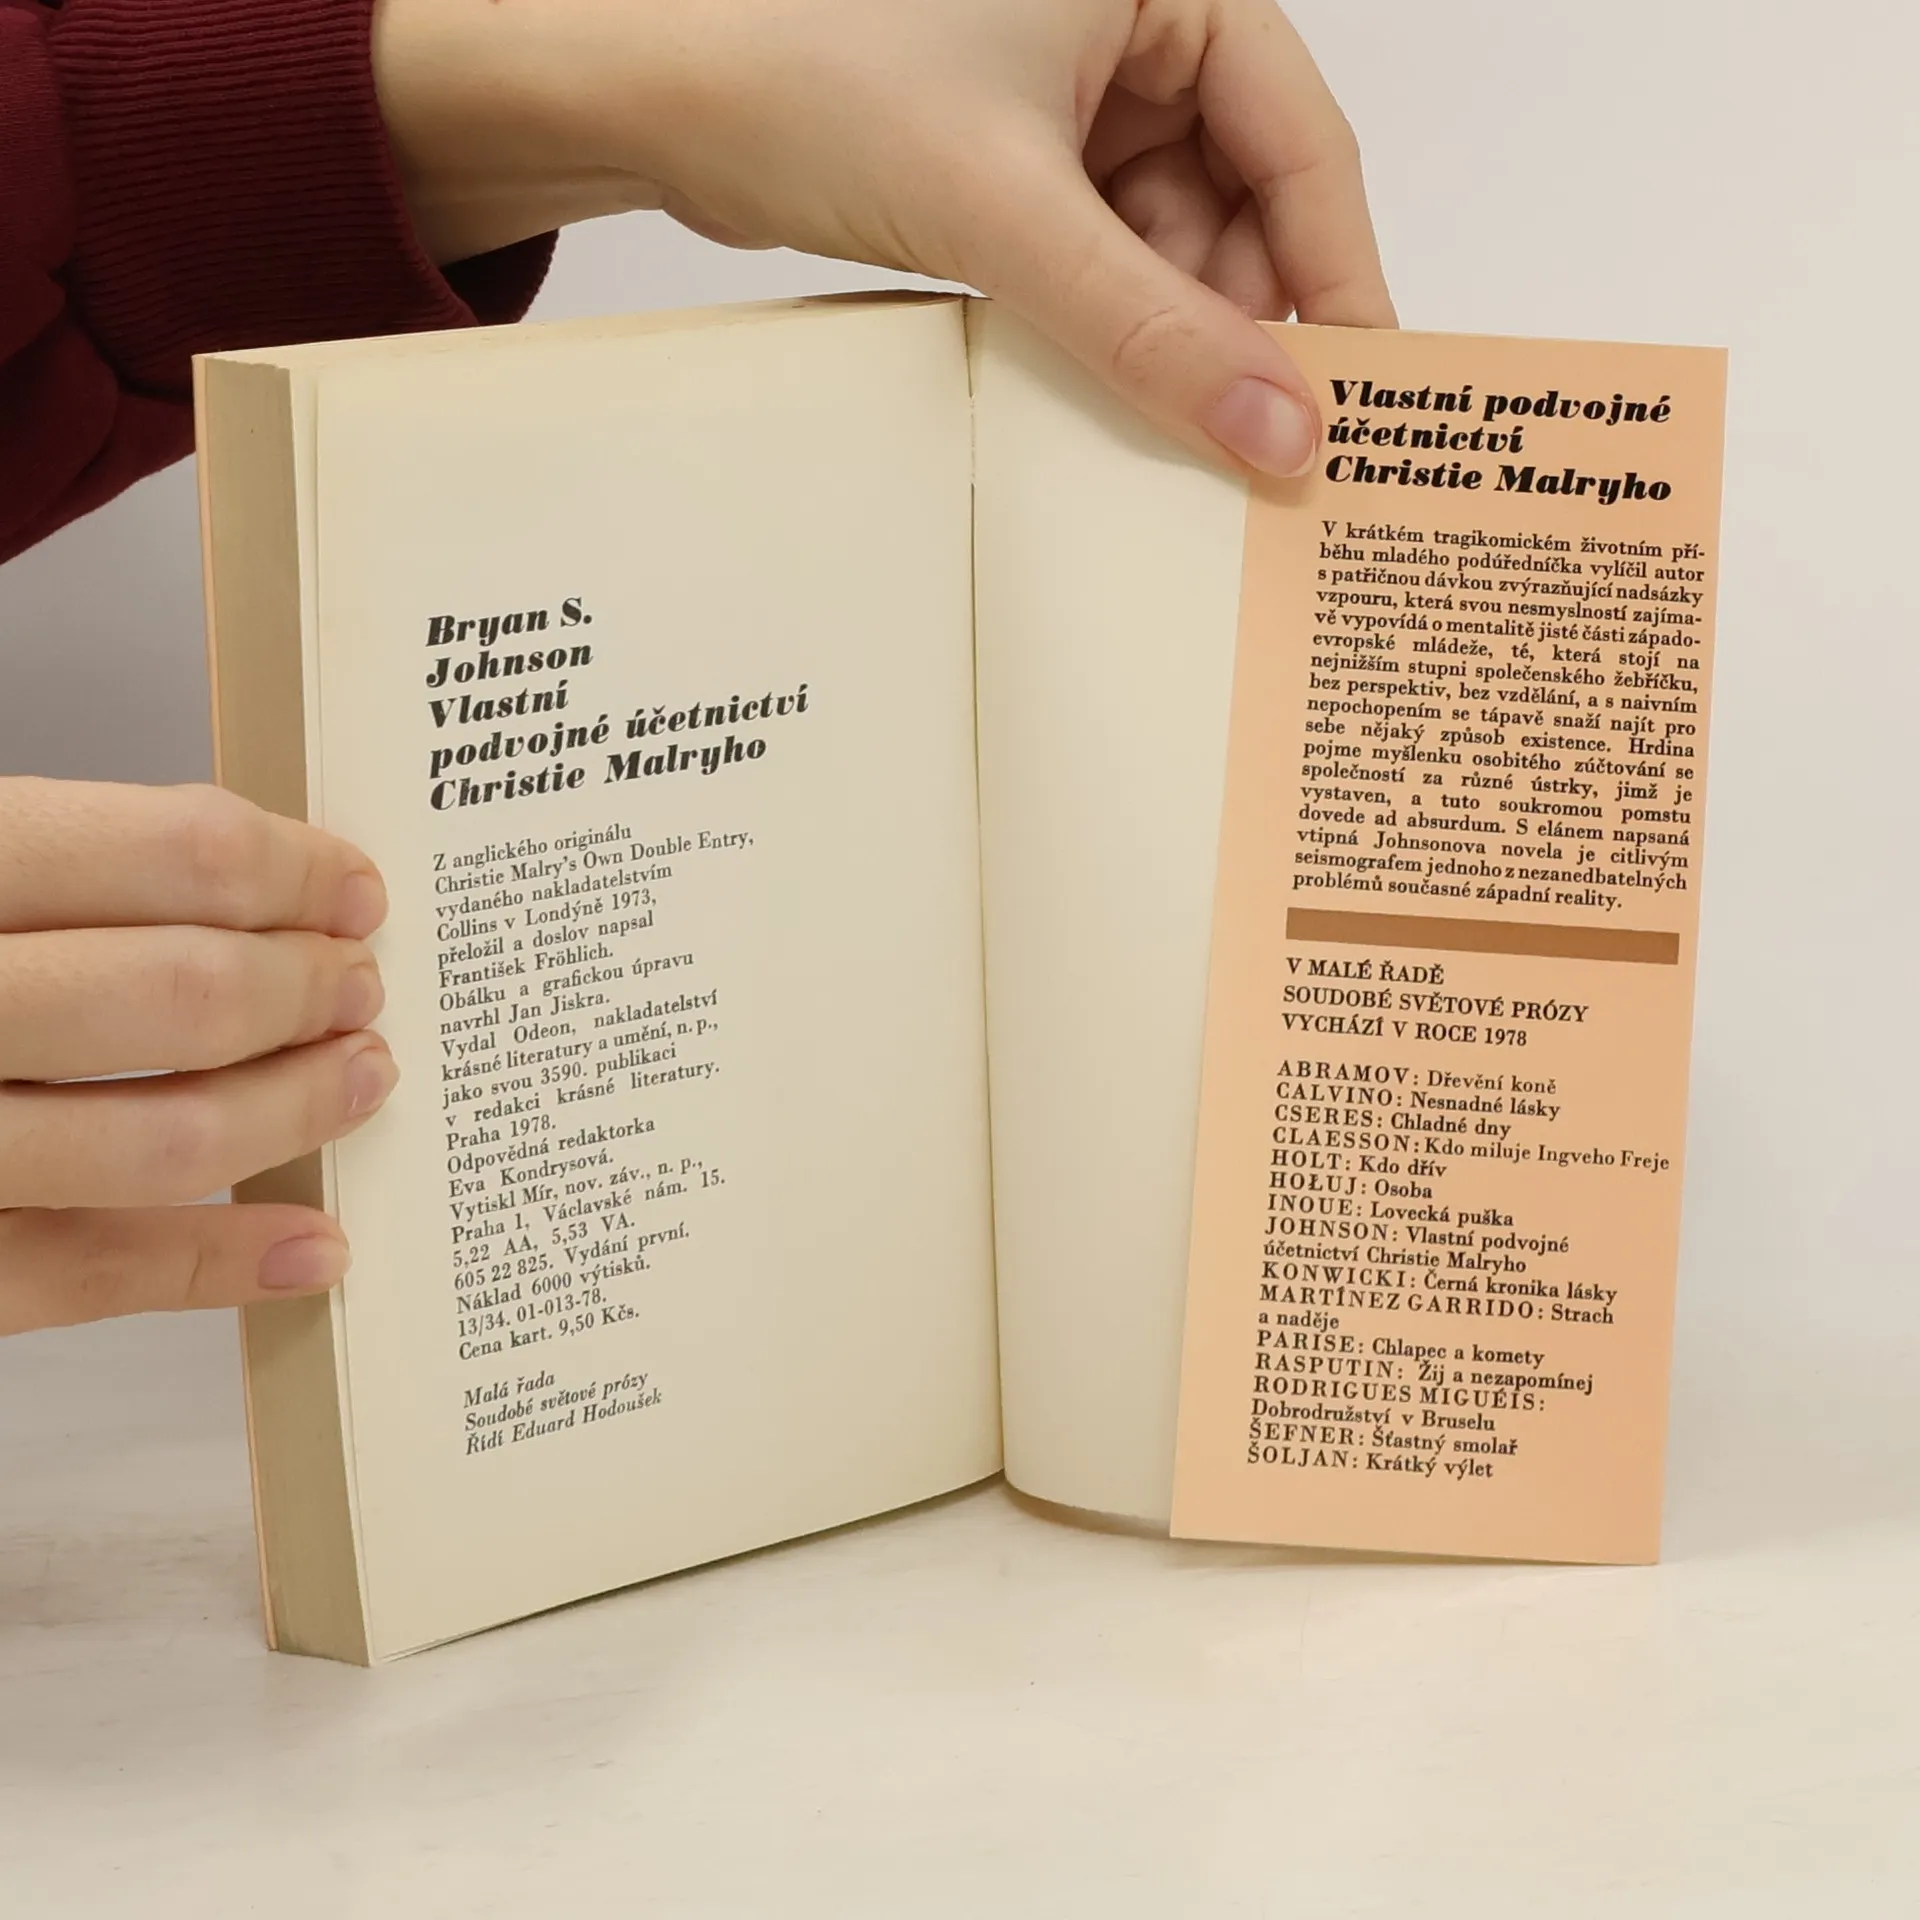 Bryan S.
Johnson
Vlastní
podvojné účetnictví
Christie Malryho
Z anglického originálu
Christie Malry's Own Double Entry,
vydaného nakladatelstvím
Collins v Londýně 1973,
přeložil a doslov napsal
František Fröhlich.
Obálku a grafickou úpravu
navrhl Jan Jiskra.
Vydal Odeon, nakladatelství
krásné literatury a umění, n. p.,
jako svou 3590. publikaci
v redakci krásné literatury.
Praha 1978.
Odpovědná redaktorka
Eva Kondrysová.
Vytiskl Mír, nov. záv., n. p.,
Praha 1, Václavské nám. 15.
5,22 AA, 5,53 VA.
605 22 825. Vydání první.
Náklad 6000 výtisků.
13/34. 01-013-78.
Cena kart. 9,50 Kčs.
Malá řada
Soudobé světové prózy
Řídí Eduard Hodoušek
Vlastní podvojné
účetnictví
Christie Malryho
V krátkém tragikomickém životním pří-
běhu mladého podúředníčka vylíčil autor
s patřičnou dávkou zvýrazňující nadsázky
vzpouru, která svou nesmyslností zajíma-
vě vypovídá o mentalitě jisté části západo-
evropské mládeže, té, která stojí na
nejnižším stupni společenského žebříčku,
bez perspektiv, bez vzdělání, a s naivním
nepochopením se tápavě snaží najít pro
sebe nějaký způsob existence. Hrdina
pojme myšlenku osobitého zúčtování se
společností za různé ústrky, jimž je
vystaven, a tuto soukromou pomstu
dovede ad absurdum. S elánem napsaná
vtipná Johnsonova novela je citlivým
seismografem jednoho z nezanedbatelných
problémů současné západní reality.
V MALÉ ŘADĚ
SOUDOBÉ SVĚTOVÉ PRÓZY
VYCHÁZÍ V ROCE 1978
ABRAMOV: Dřevění koně
CALVINO: Nesnadné lásky
CSERES: Chladné dny
CLAESSON: Kdo miluje Ingveho Freje
HOLT: Kdo dřív
HOŁUJ: Osoba
INOUE: Lovecká puška
JOHNSON: Vlastní podvojné
účetnictví Christie Malryho
KONWICKI: Černá kronika lásky
MARTÍNEZ GARRIDO: Strach
a naděje
PARISE: Chlapec a komety
RASPUTIN: Žij a nezapomínej
RODRIGUES MIGUÉIS:
Dobrodružství v Bruselu
ŠEFNER: Šťastný smolař
ŠOLJAN: Krátký výlet